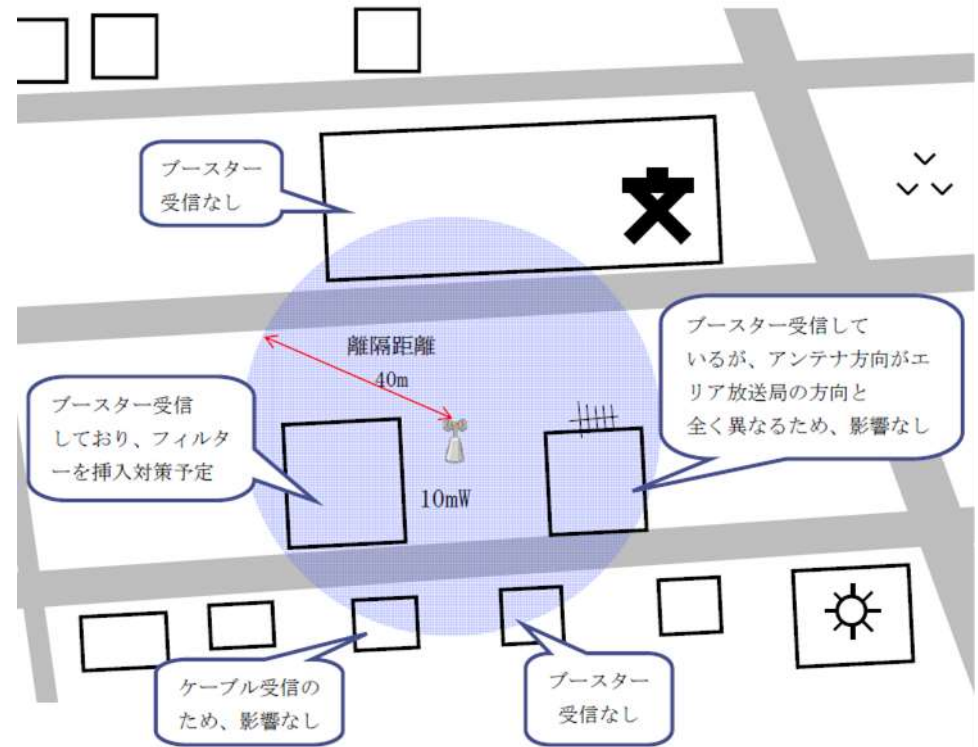 ブースター
受信なし
離隔距離
40m
10mW
ブースター受信して
いるが、アンテナ方向がエ
リア放送局の方向と
全く異なるため、影響なし
ブースター受信
しており、フィルタ
ーを挿入対策予定
ケーブル受信の
ため、影響なし
ブースター
受信なし